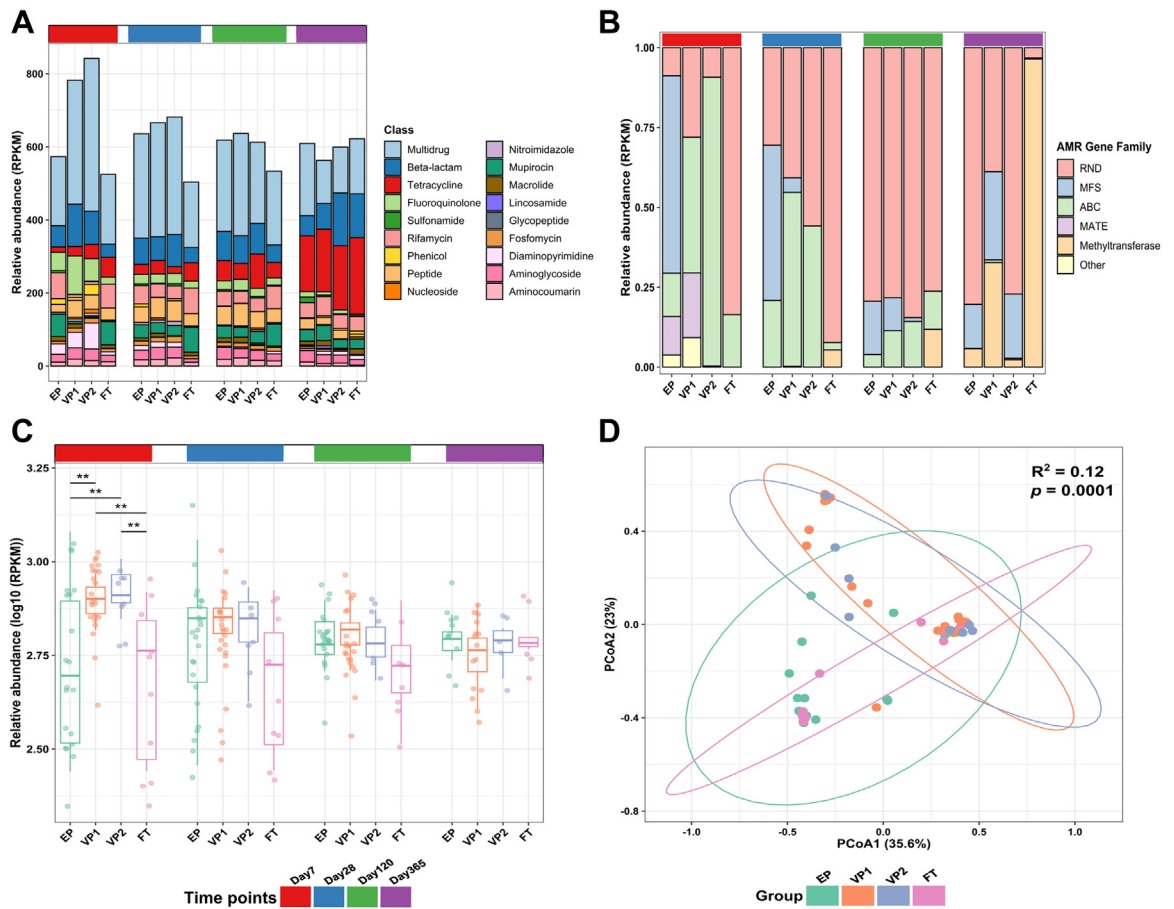 A
Relative abundance (RPKM)
800
600
400
200
0
EP VP1 VP2 FT EP VP1 VP2 FT EP VP1 VP2 FT EP VP1 VP2 FT
Class
Multidrug
Beta-lactam
Tetracycline
Fluoroquinolone
Sulfonamide
Rifamycin
Phenicol
Peptide
Nucleoside
Nitroimidazole
Mupirocin
Macrolide
Lincosamide
Glycopeptide
Fosfomycin
Diaminopyrimidine
Aminoglycoside
Aminocoumarin
B
Relative abundance (RPKM)
1.00
0.75
0.50
0.25
0.00
EP VP1 VP2 FT EP VP1 VP2 FT EP VP1 VP2 FT EP VP1 VP2 FT
AMR Gene Family
RND
MFS
ABC
MATE
Methyltransferase
Other
C
Relative abundance (log10 (RPKM))
3.25
3.00
2.75
2.50
** ** ** **
EP VP1 VP2 FT EP VP1 VP2 FT EP VP1 VP2 FT EP VP1 VP2 FT
Time points
Day7 Day28 Day120 Day365
D
R² = 0.12
p = 0.0001
PCoA2 (23%)
0.4
0.0
-0.4
-0.8
-1.0 -0.5 0.0 0.5 1.0
PCoA1 (35.6%)
Group
EP VP1 VP2 FT